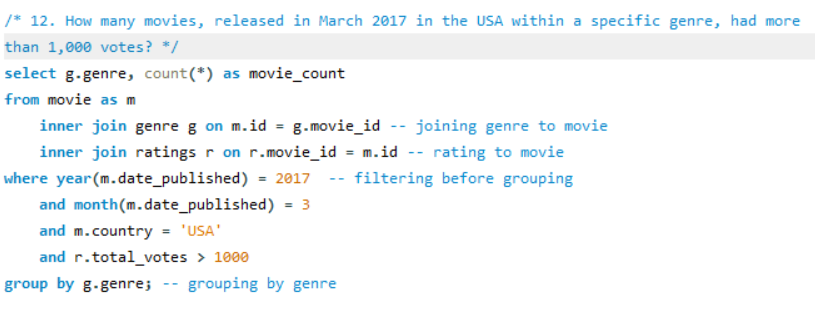 /* 12. How many movies, released in March 2017 in the USA within a specific genre, had more
than 1,000 votes? */
select g.genre, count(*) as movie_count
from movie as m
    inner join genre g on m.id = g.movie_id -- joining genre to movie
    inner join ratings r on r.movie_id = m.id -- rating to movie
where year(m.date_published) = 2017  -- filtering before grouping
    and month(m.date_published) = 3
    and m.country = 'USA'
    and r.total_votes > 1000
group by g.genre; -- grouping by genre